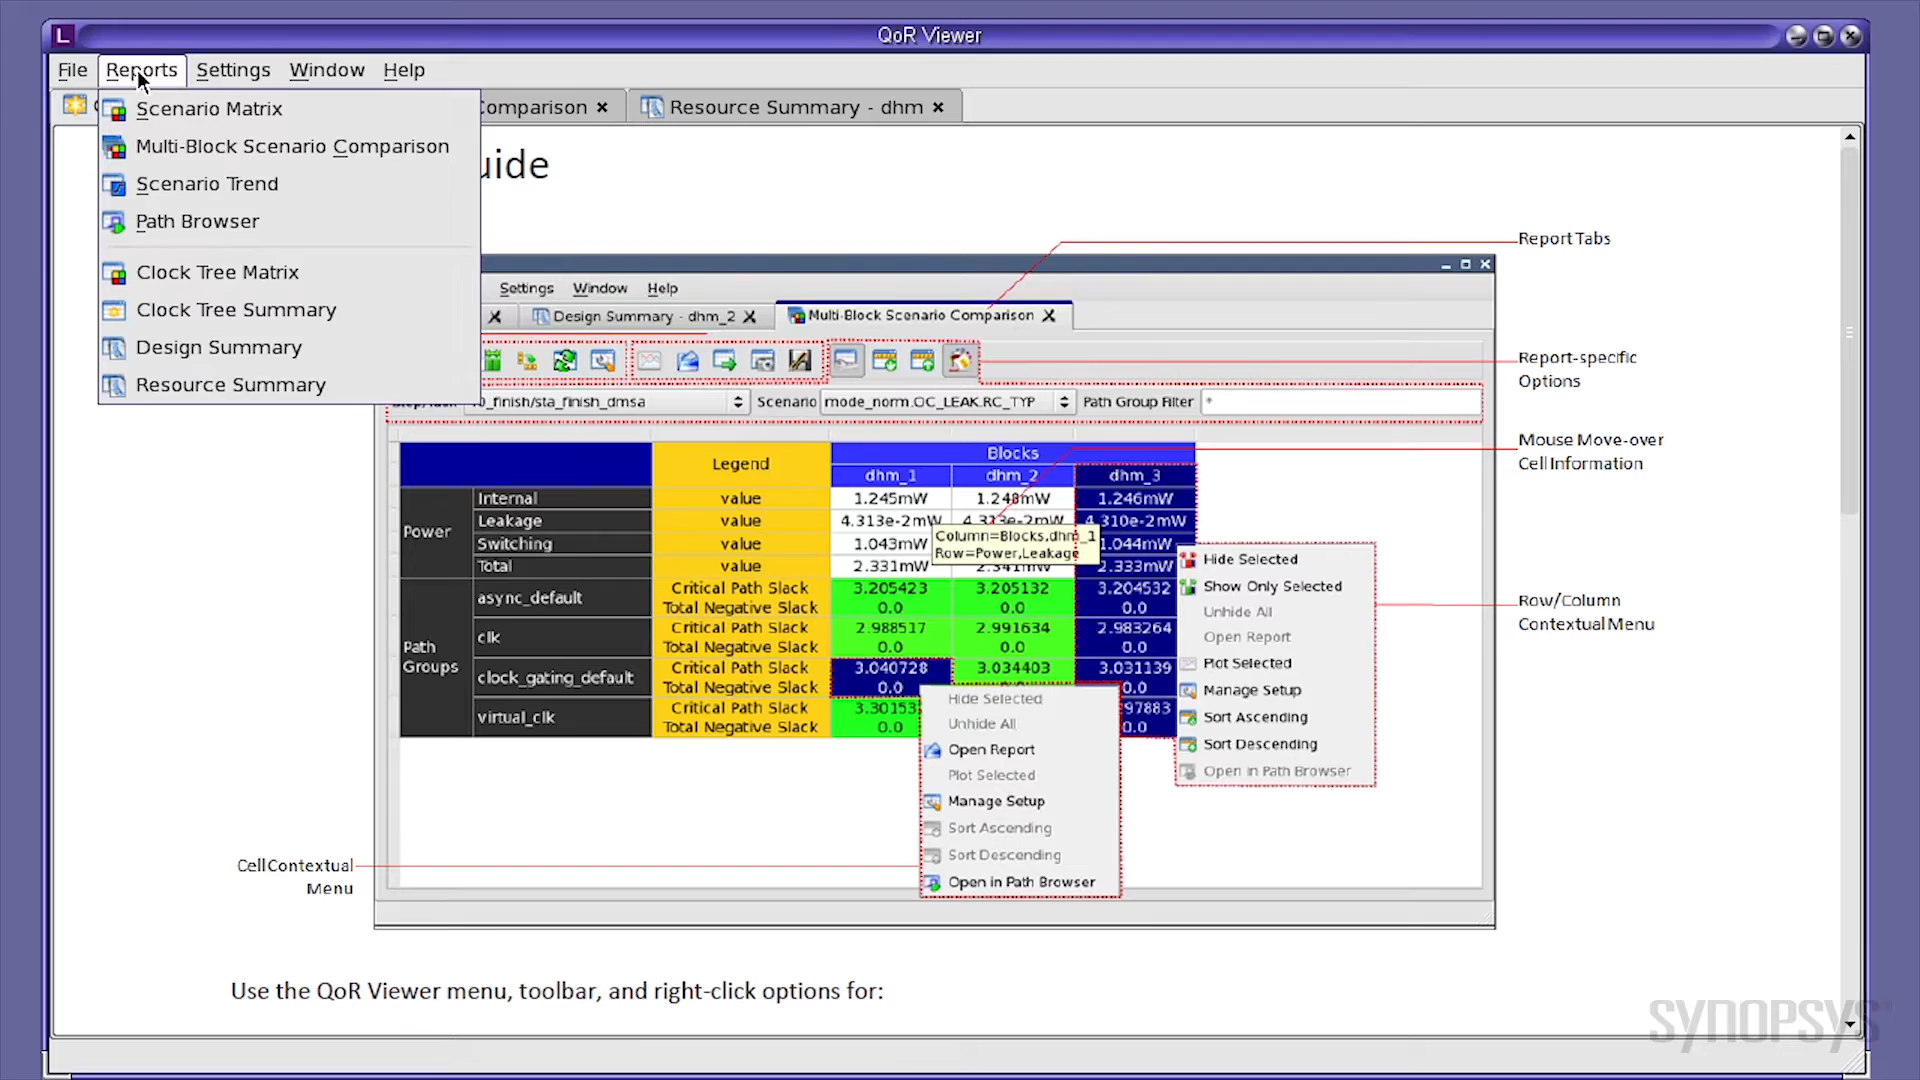 QoR Viewer
File Reports Settings Window Help
Comparison
Resource Summary - dhm
Scenario Matrix
Multi-Block Scenario Comparison
Scenario Trend
Path Browser
Clock Tree Matrix
Clock Tree Summary
Design Summary
Resource Summary
Report Tabs
Settings Window Help
Design Summary - dhm_2
Multi-Block Scenario Comparison
Report-specific
Options
Scenario mode_norm.OC_LEAK.RC_TYP Path Group Filter *
Mouse Move-over
Cell Information
Legend Blocks
dhm_1 dhm_2 dhm_3
Power Internal value 1.245mW 1.248mW 1.246mW
Leakage value 4.313e-2mW 4.310e-2mW
Switching value 1.043mW 1.044mW
Total value 2.331mW 2.341mW 2.333mW
Column=Blocks,dhm_1
Row=Power,Leakage
Path
Groups
async_default Critical Path Slack 3.205423 3.205132 3.204532
Total Negative Slack 0.0 0.0 0.0
clk Critical Path Slack 2.988517 2.991634 2.983264
Total Negative Slack 0.0 0.0 0.0
clock_gating_default Critical Path Slack 3.040728 3.034403 3.031139
Total Negative Slack 0.0 0.0
virtual_clk Critical Path Slack
Total Negative Slack 0.0 0.0
Hide Selected
Show Only Selected
Unhide All
Open Report
Plot Selected
Manage Setup
Sort Ascending
Sort Descending
Open in Path Browser
Row/Column
Contextual Menu
Hide Selected
Unhide All
Open Report
Plot Selected
Manage Setup
Sort Ascending
Sort Descending
Open in Path Browser
Cell Contextual
Menu
Use the QoR Viewer menu, toolbar, and right-click options for:
SYNOPSYS